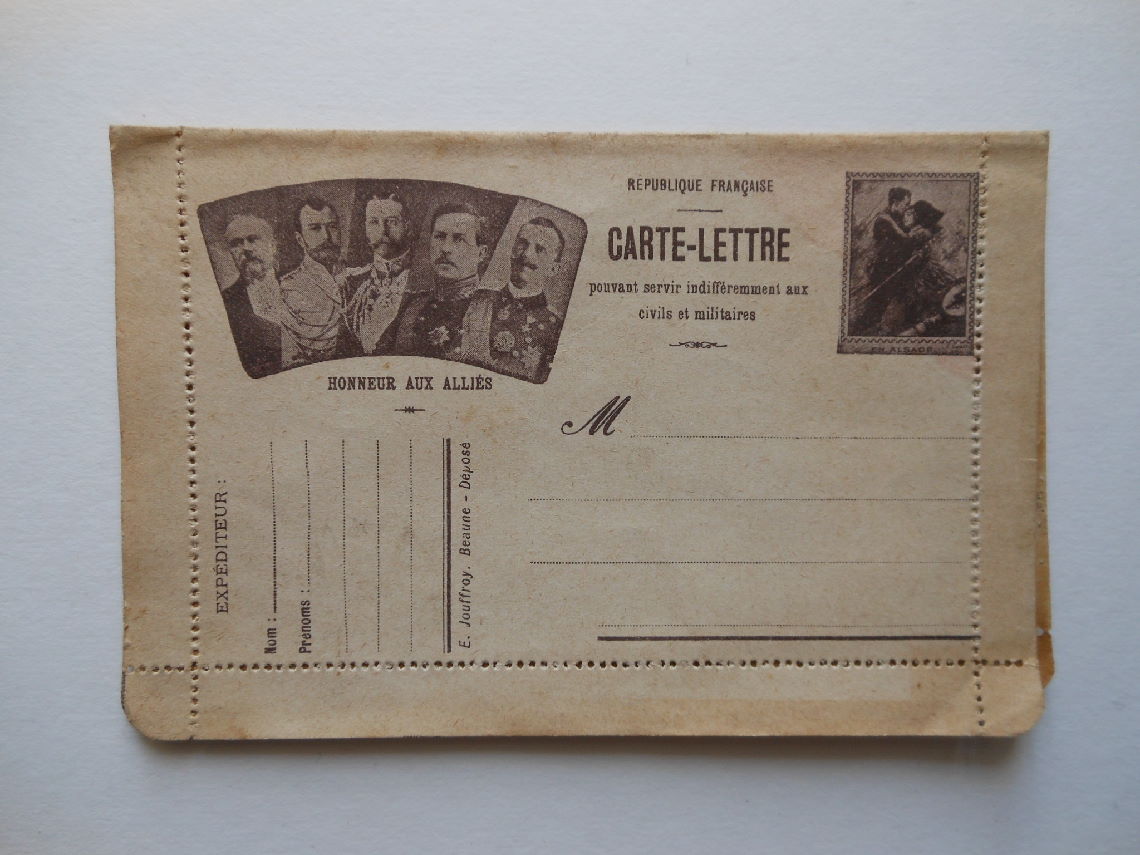 HONNEUR AUX ALLIÉS
RÉPUBLIQUE FRANÇAISE
CARTE-LETTRE
pouvant servir indifféremment aux
civils et militaires
EN ALSACE
M
EXPÉDITEUR :
Nom :
Prénoms :
E. Jouffroy. Beaune - Déposé